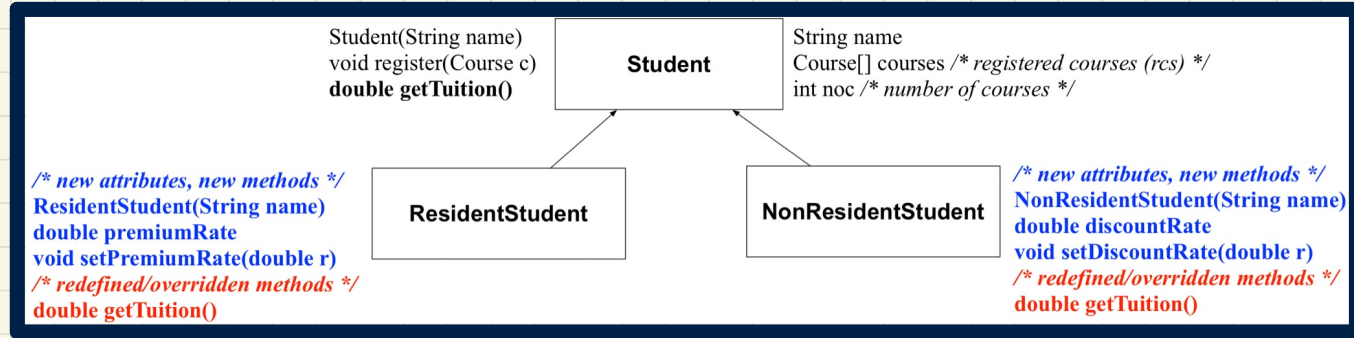 Student(String name)
void register(Course c)
double getTuition()
Student
String name
Course[] courses /* registered courses (rcs) */
int noc /* number of courses */
/* new attributes, new methods */
ResidentStudent(String name)
double premiumRate
void setPremiumRate(double r)
/* redefined/overridden methods */
double getTuition()
ResidentStudent
NonResidentStudent
/* new attributes, new methods */
NonResidentStudent(String name)
double discountRate
void setDiscountRate(double r)
/* redefined/overridden methods */
double getTuition()